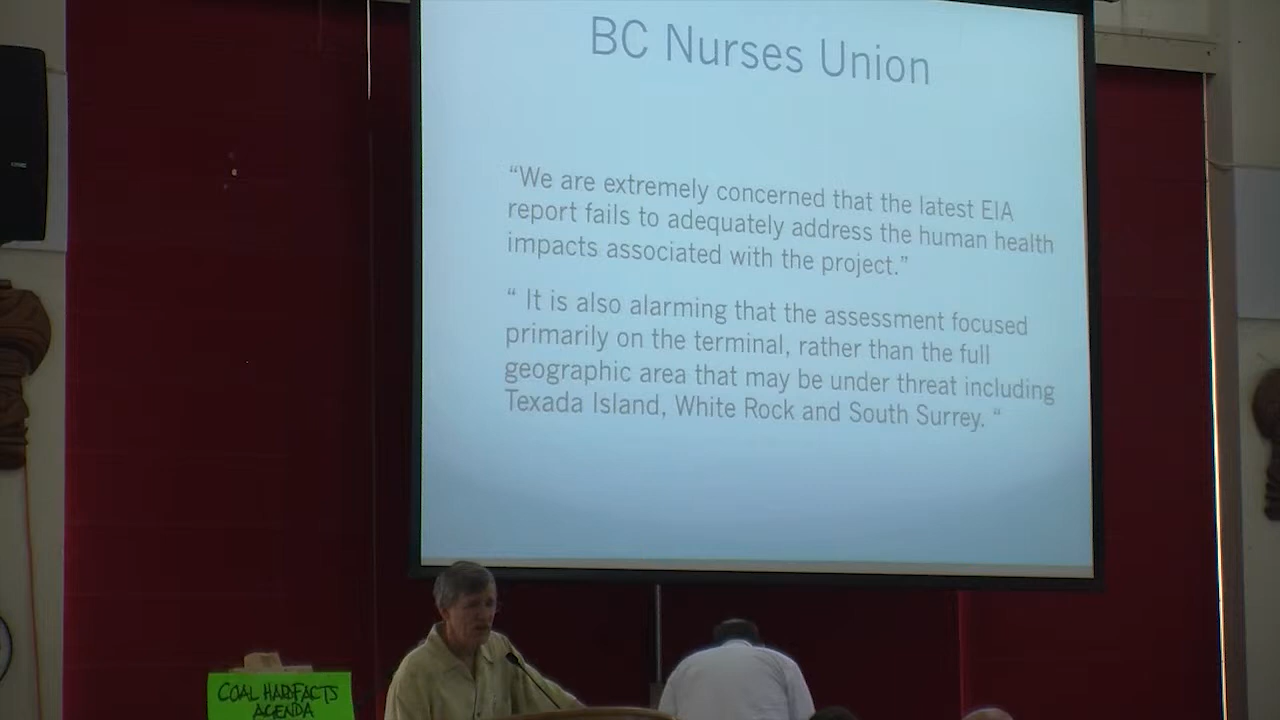 BC Nurses Union
“We are extremely concerned that the latest EIA
report fails to adequately address the human health
impacts associated with the project.”
“ It is also alarming that the assessment focused
primarily on the terminal, rather than the full
geographic area that may be under threat including
Texada Island, White Rock and South Surrey. “
COAL HARDFACTS
AGENDA